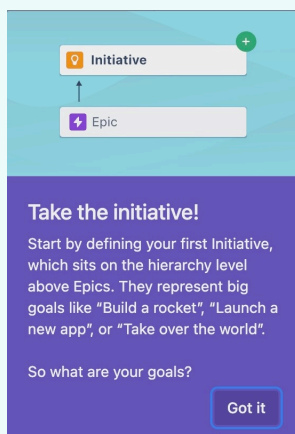 Initiative
Epic
Take the initiative!
Start by defining your first Initiative,
which sits on the hierarchy level
above Epics. They represent big
goals like “Build a rocket”, “Launch a
new app”, or “Take over the world”.
So what are your goals?
Got it